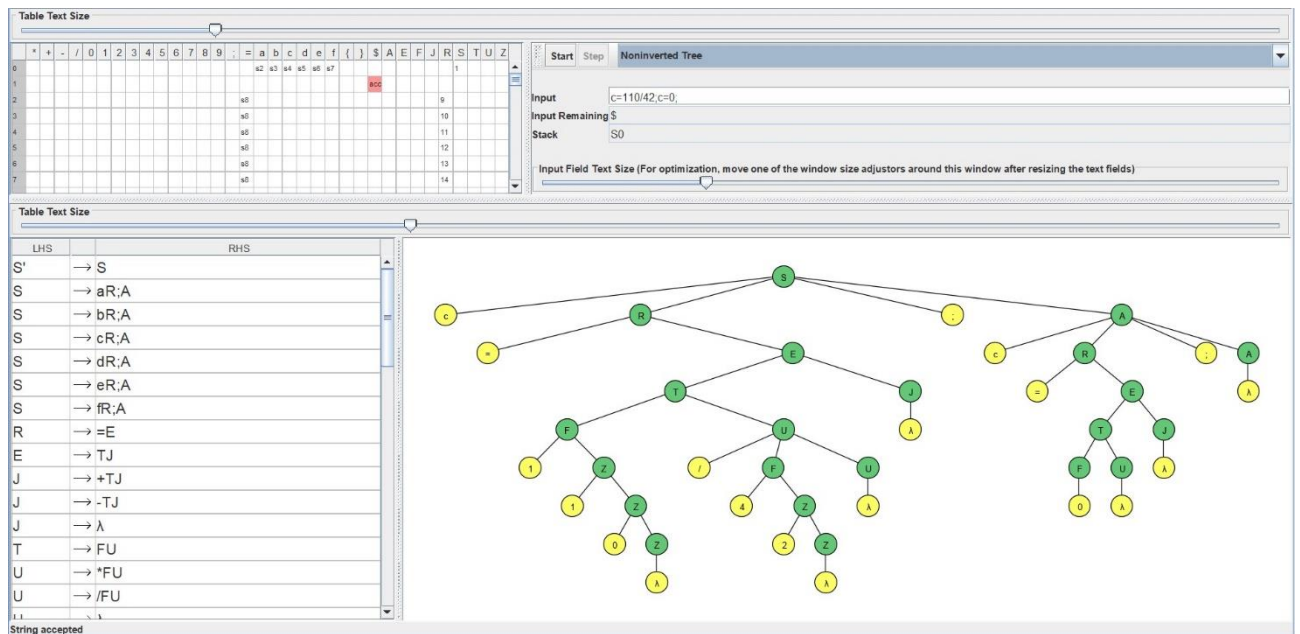 Table Text Size
* + - / 0 1 2 3 4 5 6 7 8 9 ; = a b c d e f { } $ A E F J R S T U Z
0 s2 s3 s4 s5 s6 s7 1
1 acc
2 s8 9
3 s8 10
4 s8 11
5 s8 12
6 s8 13
7 s8 14
Start Step Noninverted Tree
Input c=110/42;c=0;
Input Remaining $
Stack S0
Input Field Text Size (For optimization, move one of the window size adjustors around this window after resizing the text fields)
Table Text Size
LHS RHS
S' → S
S → aR;A
S → bR;A
S → cR;A
S → dR;A
S → eR;A
S → fR;A
R → =E
E → TJ
J → +TJ
J → -TJ
J → λ
T → FU
U → *FU
U → /FU
U → λ
S
c R ; A
= E c R ; A
T J = E λ
F U λ T J
1 Z / F U F U λ
1 Z 4 Z λ 0 λ
0 Z 2 Z
λ λ
String accepted